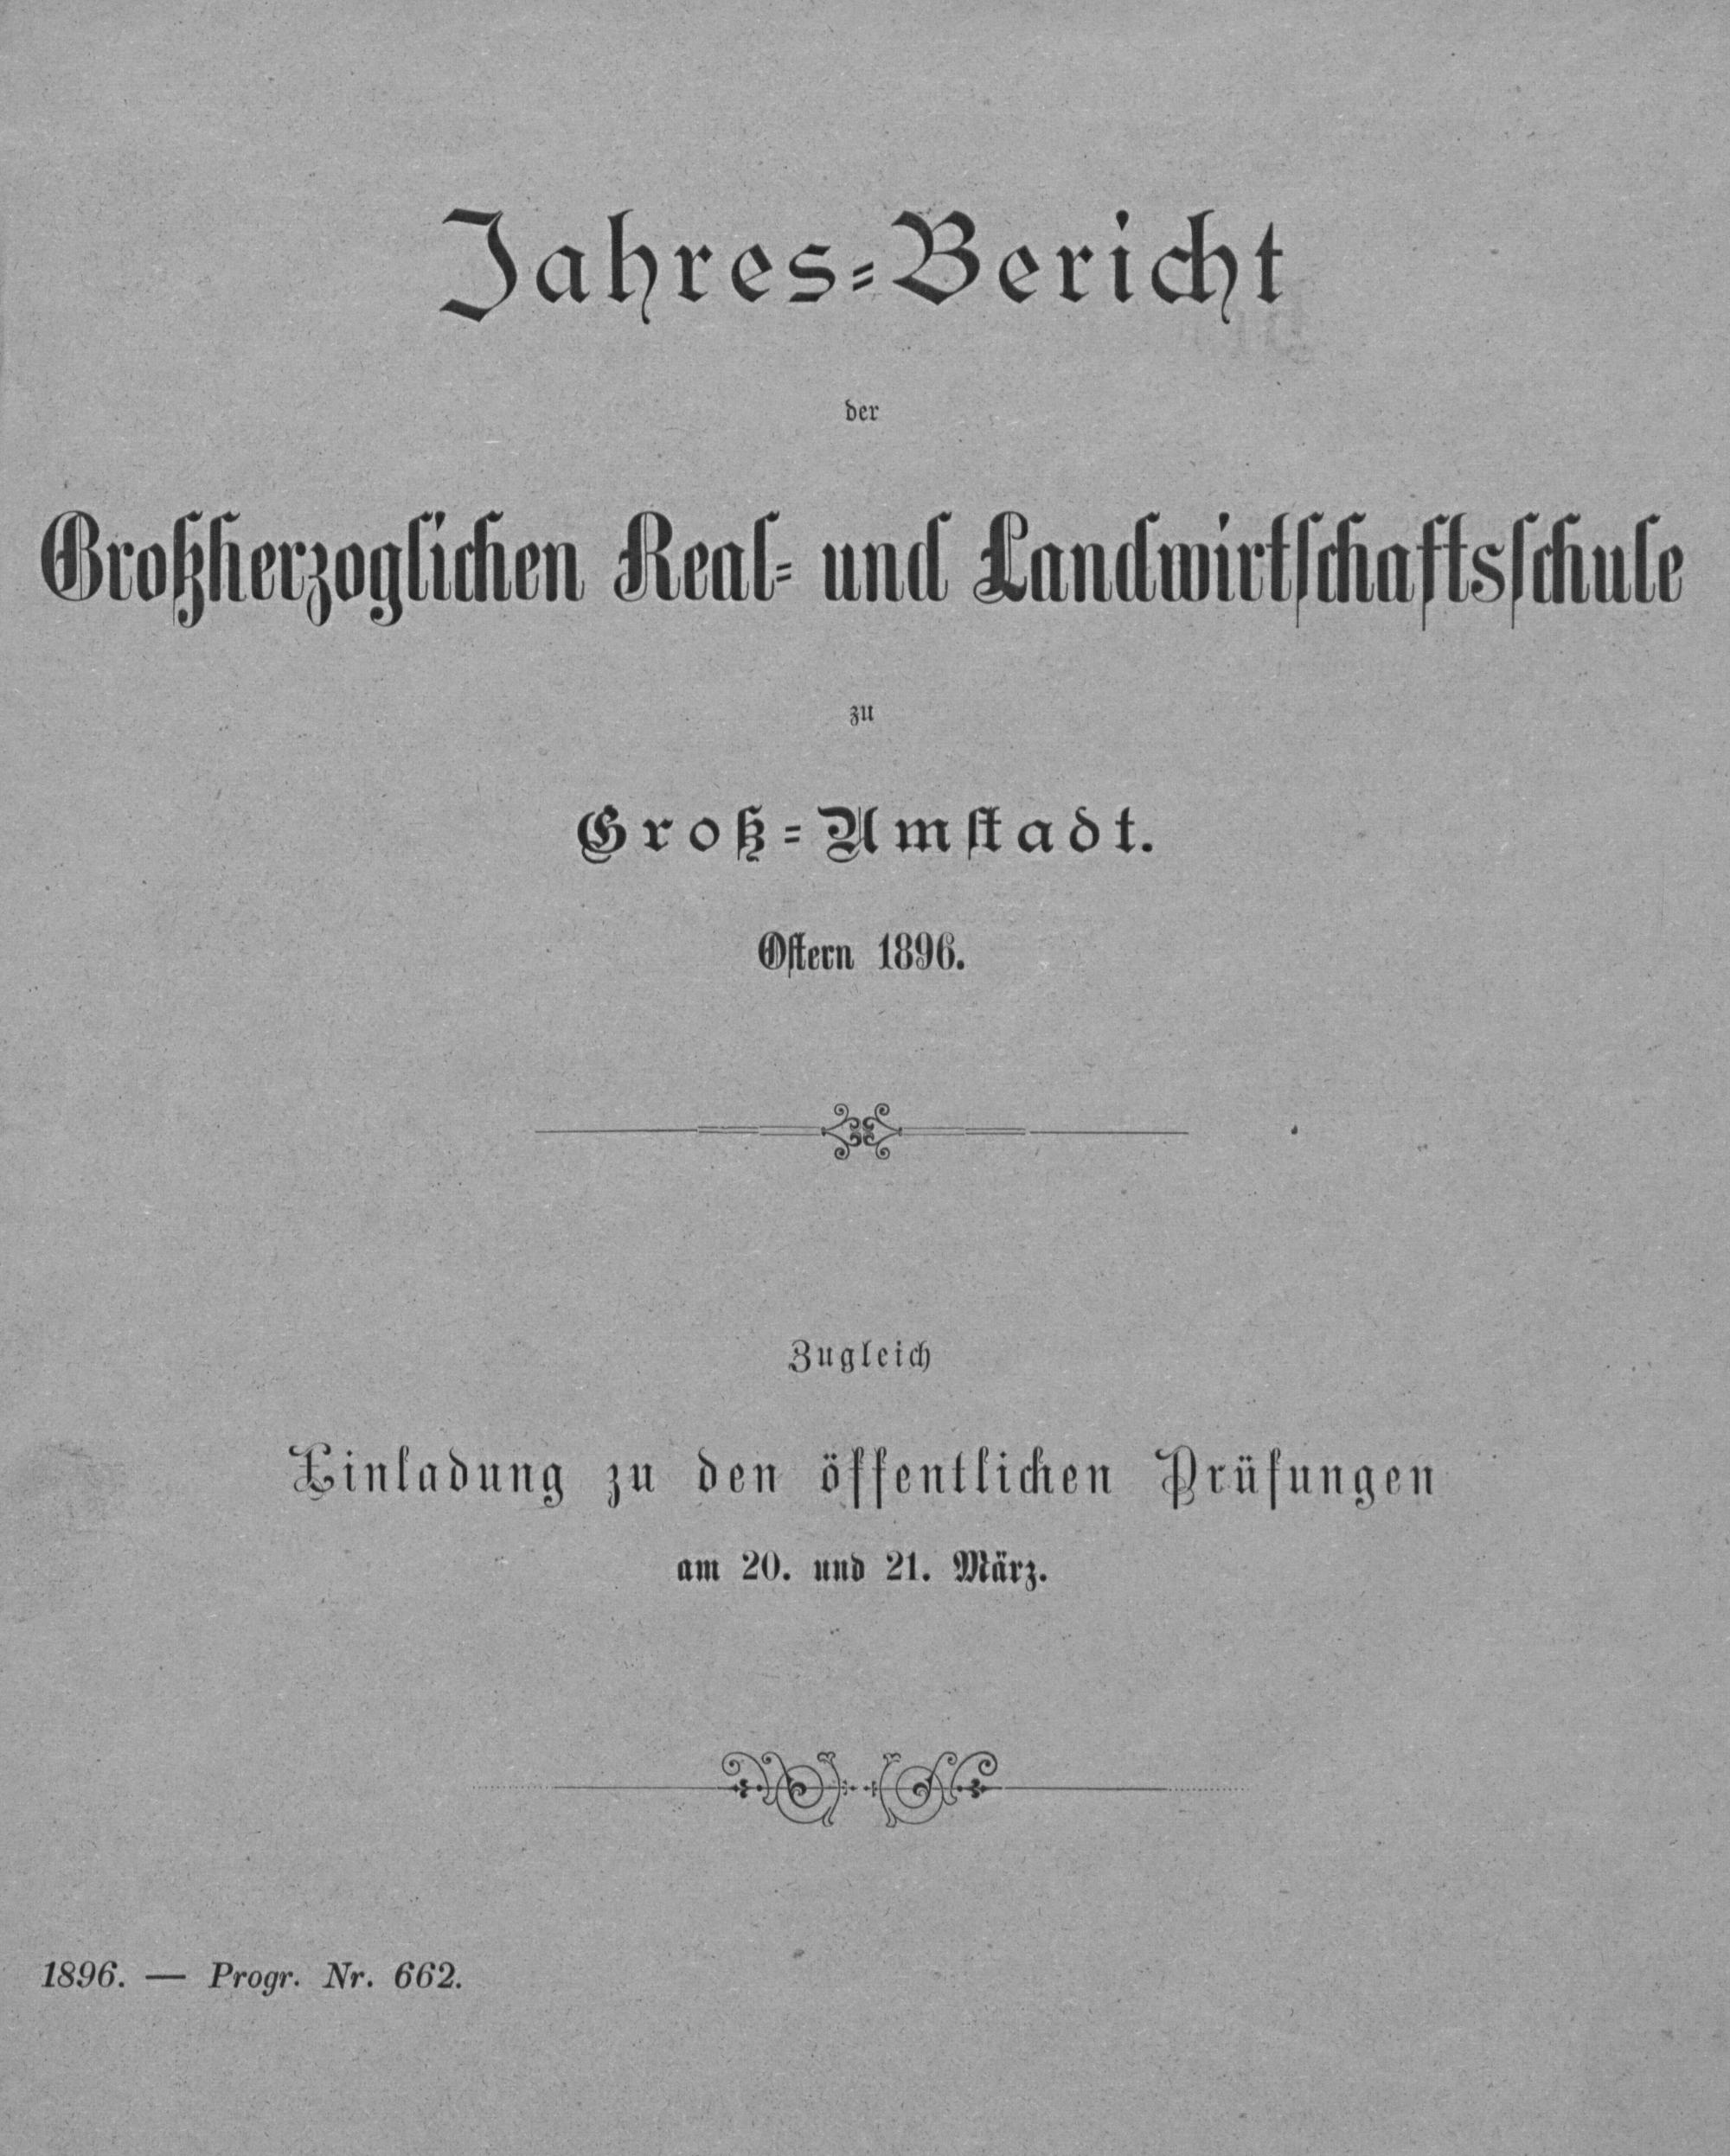 Jahres-Bericht
der
Großherzoglichen Real- und Landwirtschaftsschule
zu
Groß-Umstadt.
Ostern 1896.
Zugleich
Einladung zu den öffentlichen Prüfungen
am 20. und 21. März.
1896. — Progr. Nr. 662.